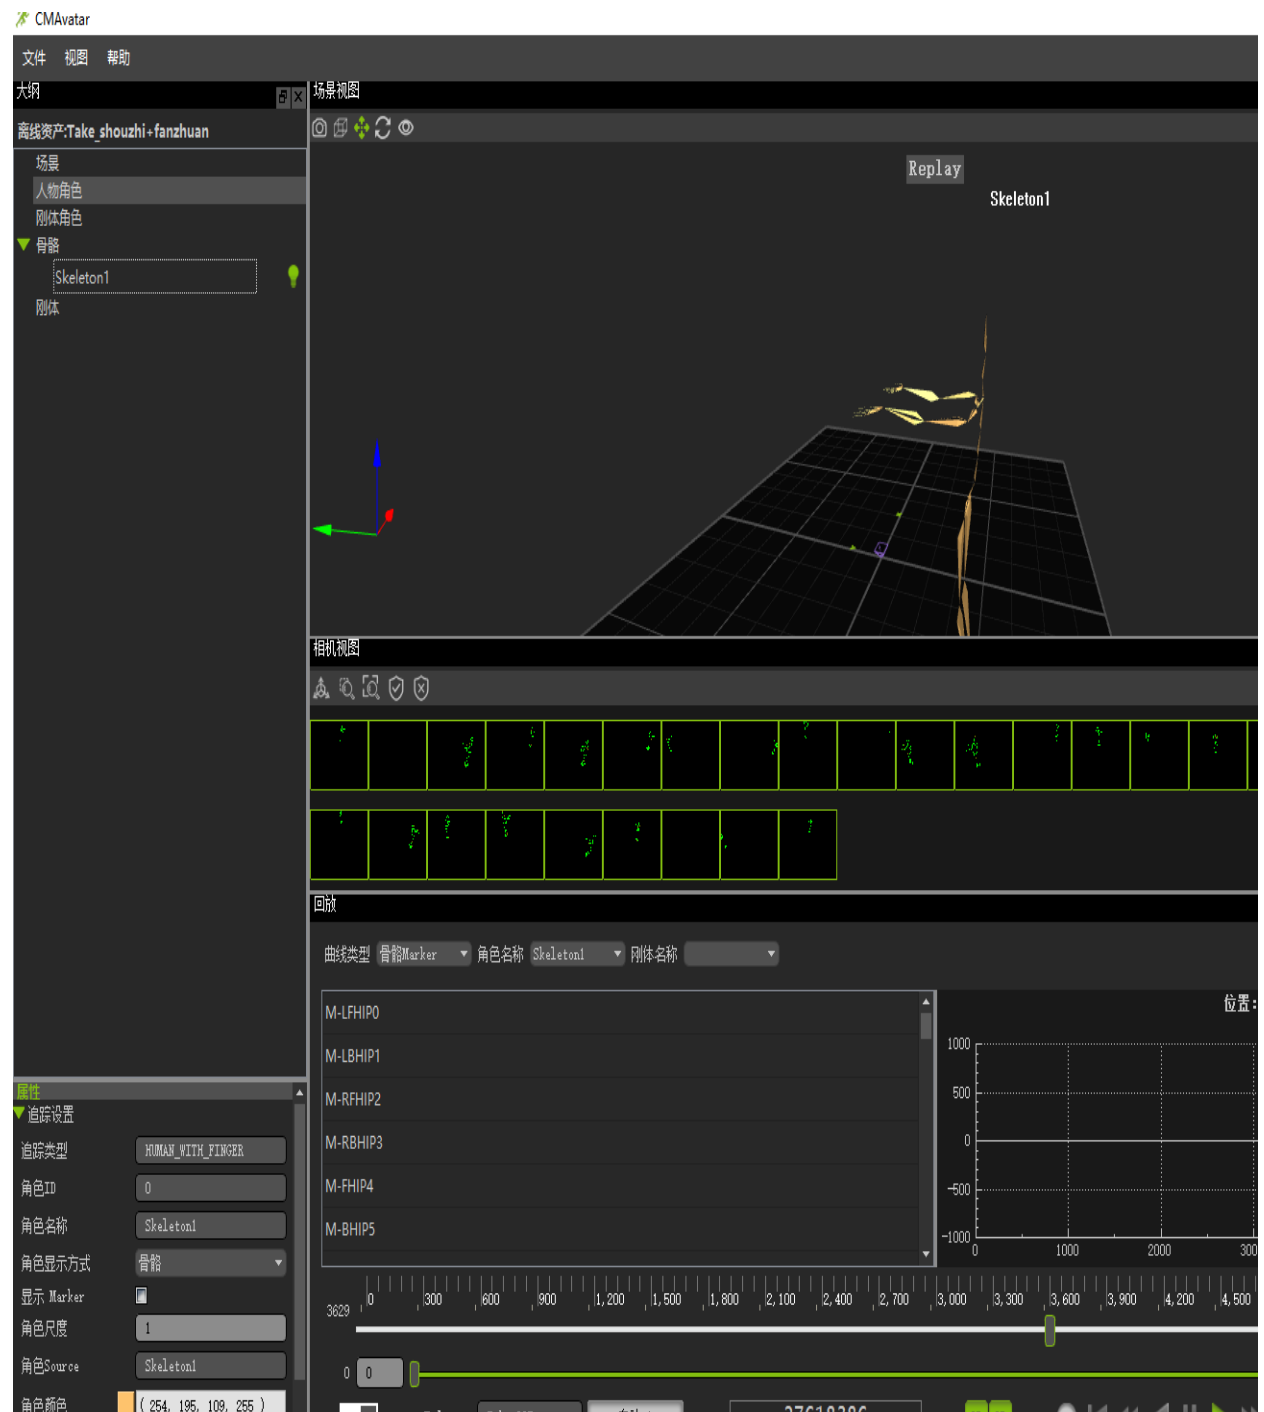 CMAvatar
文件 视图 帮助
大纲
离线资产:Take_shouzhi+fanzhuan
场景
人物角色
刚体角色
骨骼
Skeleton1
刚体
场景视图
Replay
Skeleton1
相机视图
回放
曲线类型 骨骼Marker 角色名称 Skeleton1 刚体名称
M-LFHIP0
M-LBHIP1
M-RFHIP2
M-RBHIP3
M-FHIP4
M-BHIP5
位置:
1000
500
0
-500
-1000
0 1000 2000 300
3629 0 300 600 900 1,200 1,500 1,800 2,100 2,400 2,700 3,000 3,300 3,600 3,900 4,200 4,500
0 0
属性
追踪设置
追踪类型 HUMAN_WITH_FINGER
角色ID 0
角色名称 Skeleton1
角色显示方式 骨骼
显示 Marker
角色尺度 1
角色Source Skeleton1
角色颜色 ( 254, 195, 109, 255 )